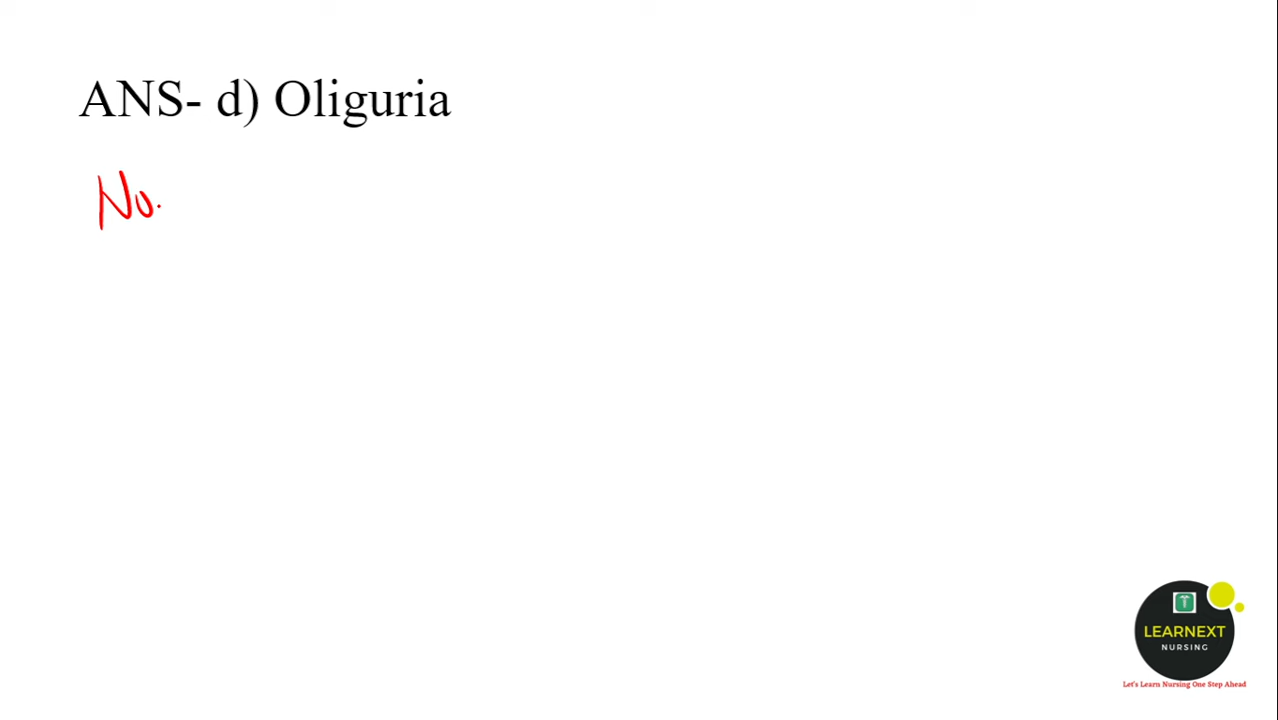 ANS- d) Oliguria
No.
LEARNEXT
NURSING
Let's Learn Nursing One Step Ahead